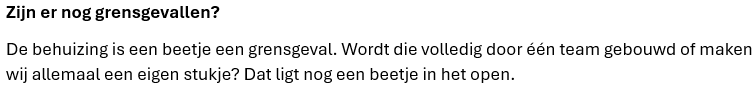 Zijn er nog grensgevallen?
De behuizing is een beetje een grensgeval. Wordt die volledig door één team gebouwd of maken
wij allemaal een eigen stukje? Dat ligt nog een beetje in het open.